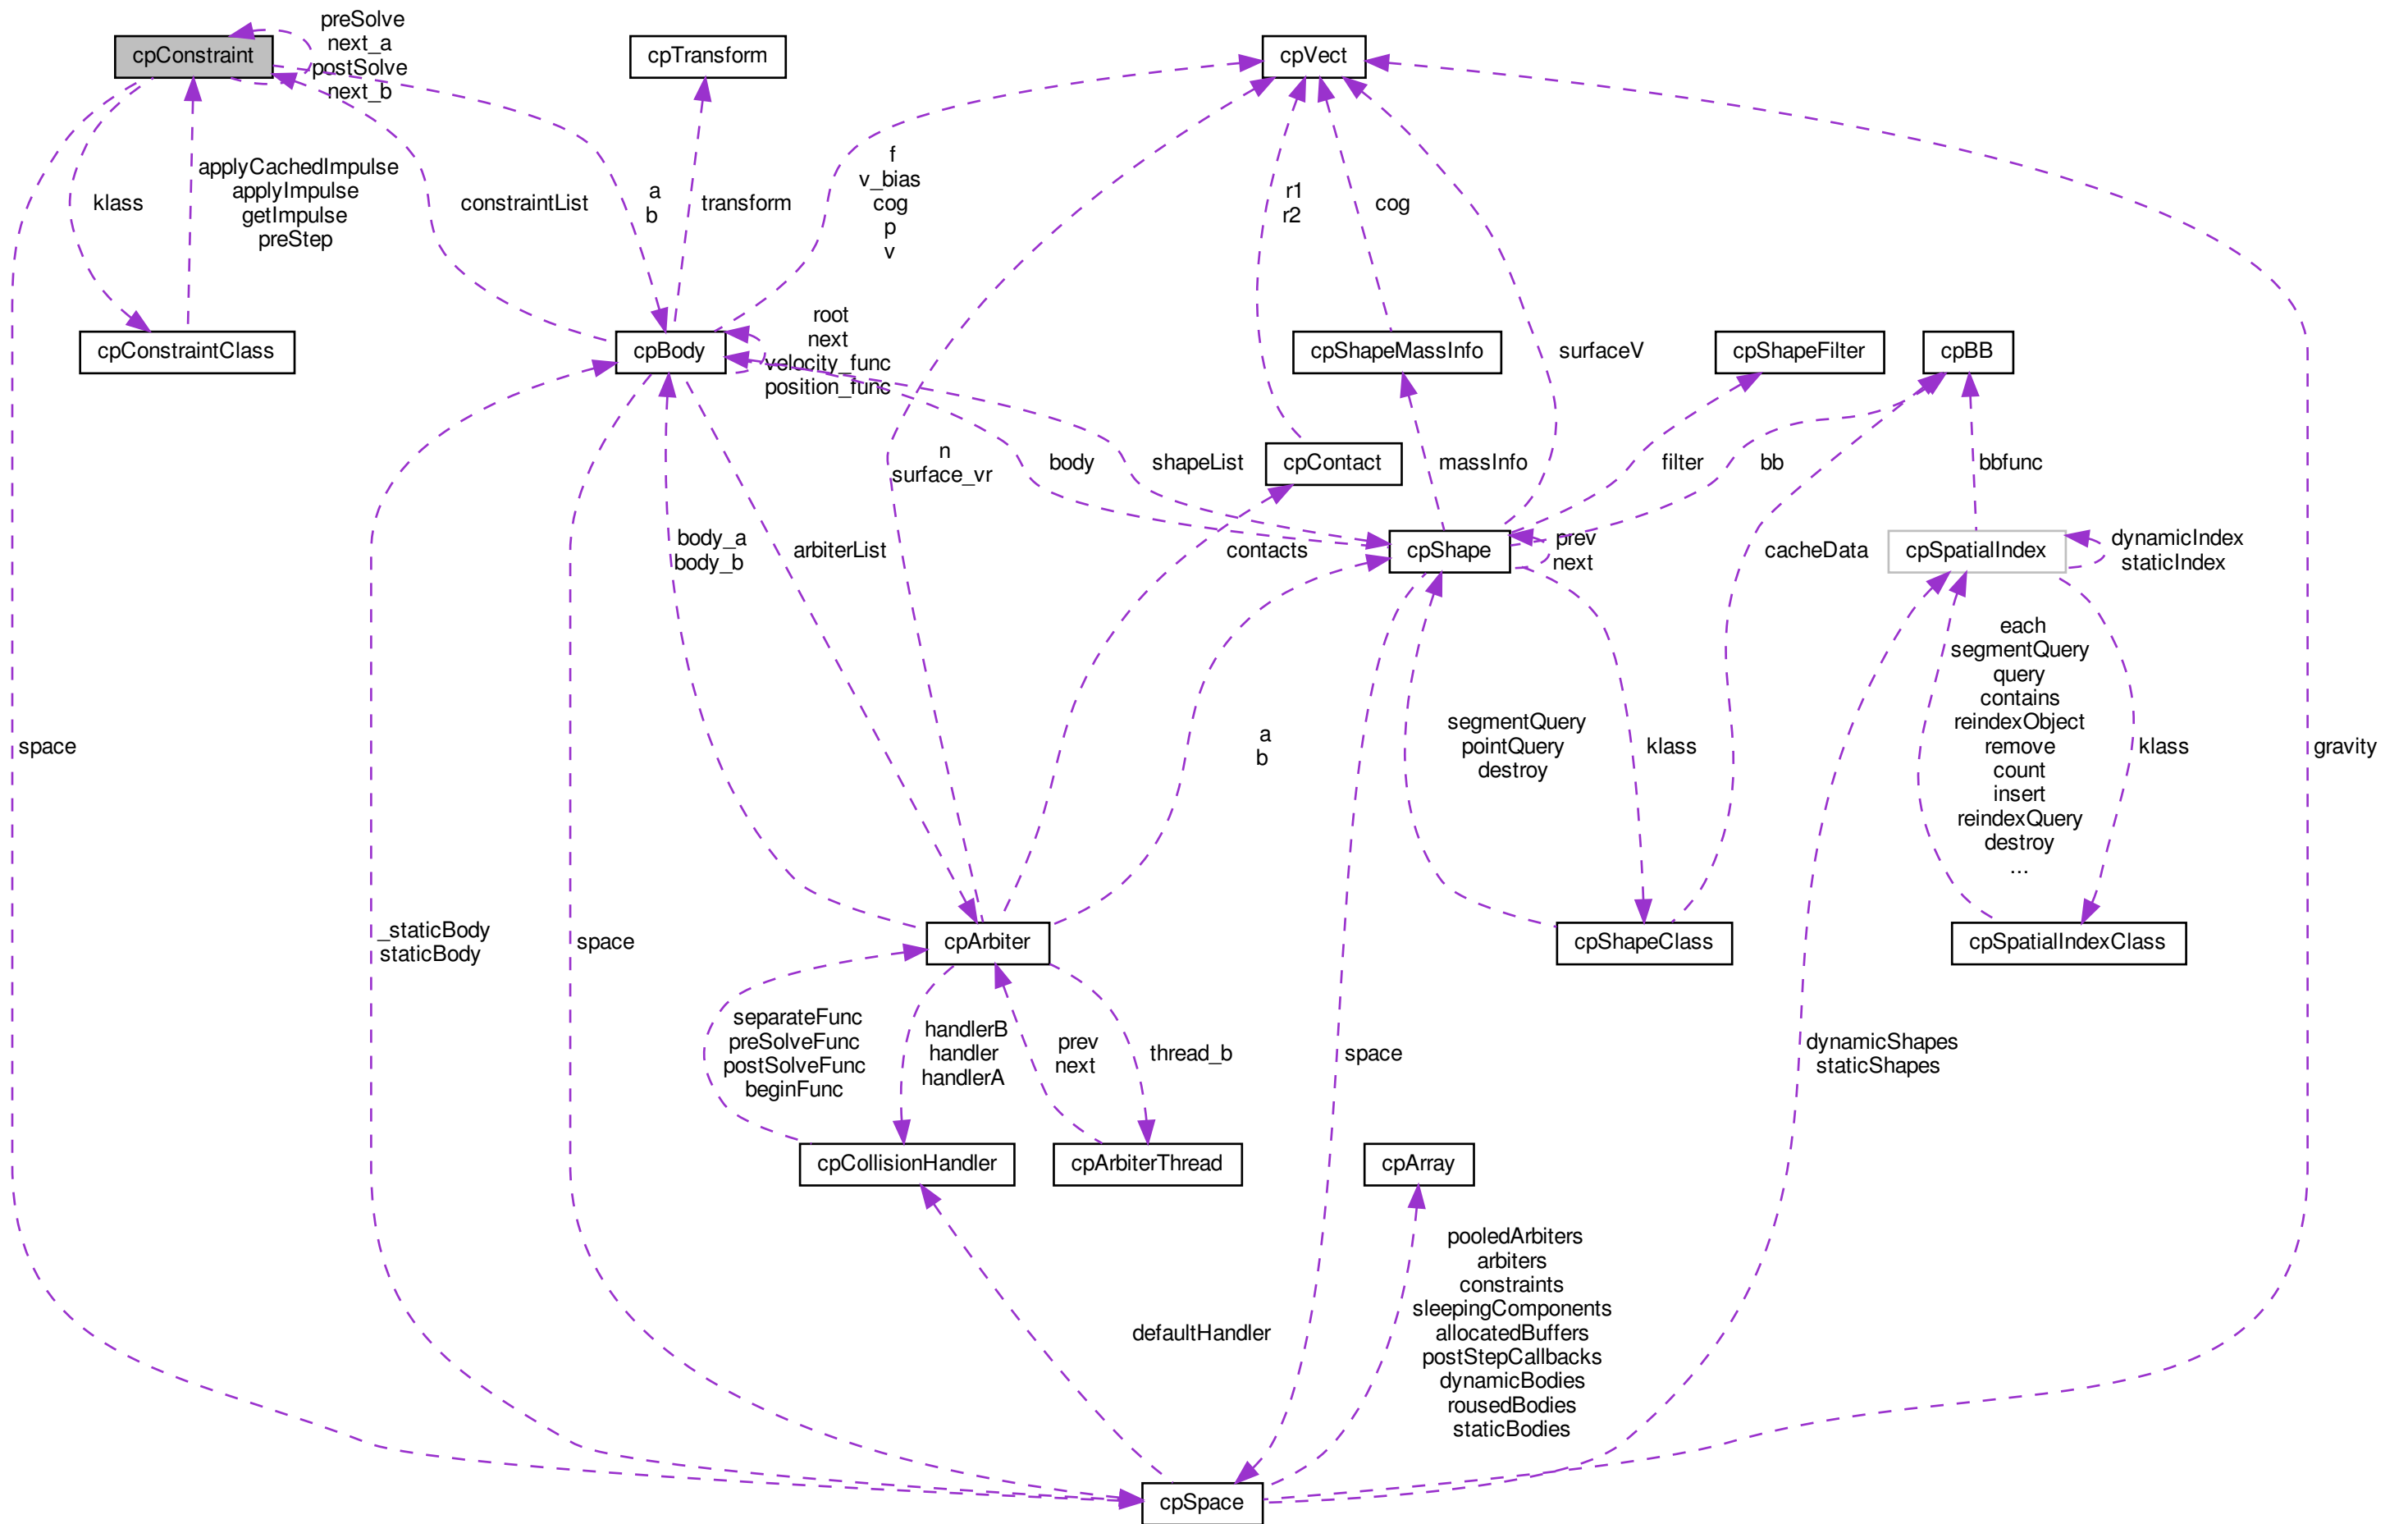 preSolve
next_a
postSolve
next_b
cpConstraint
cpTransform
cpVect
klass
applyCachedImpulse
applyImpulse
getImpulse
preStep
constraintList
a
b
transform
f
v_bias
cog
p
v
r1
r2
cog
cpConstraintClass
cpBody
root
next
velocity_func
position_func
cpShapeMassInfo
surfaceV
cpShapeFilter
cpBB
n
surface_vr
body
shapeList
cpContact
massInfo
filter
bb
bbfunc
body_a
body_b
arbiterList
contacts
cpShape
prev
next
cacheData
cpSpatialIndex
dynamicIndex
staticIndex
space
a
b
segmentQuery
pointQuery
destroy
klass
each
segmentQuery
query
contains
reindexObject
remove
count
insert
reindexQuery
destroy
...
klass
gravity
_staticBody
staticBody
space
cpArbiter
cpShapeClass
cpSpatialIndexClass
separateFunc
preSolveFunc
postSolveFunc
beginFunc
handlerB
handler
handlerA
prev
next
thread_b
space
dynamicShapes
staticShapes
cpCollisionHandler
cpArbiterThread
cpArray
defaultHandler
pooledArbiters
arbiters
constraints
sleepingComponents
allocatedBuffers
postStepCallbacks
dynamicBodies
rousedBodies
staticBodies
cpSpace